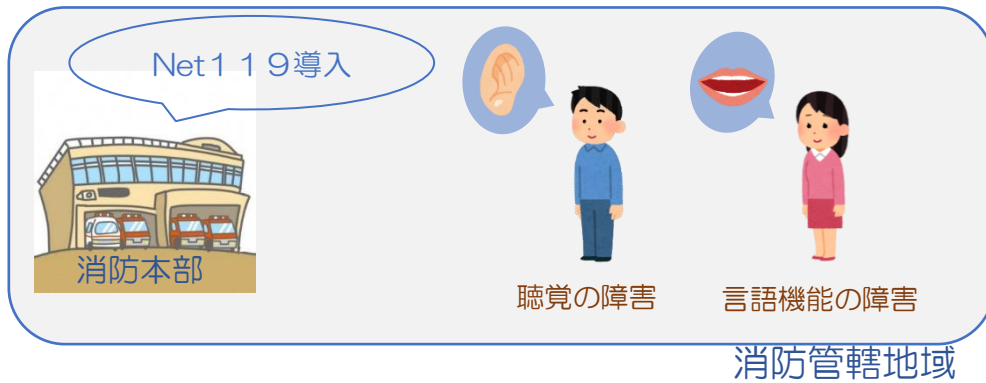 Net１１９導入
消防本部
聴覚の障害
言語機能の障害
消防管轄地域